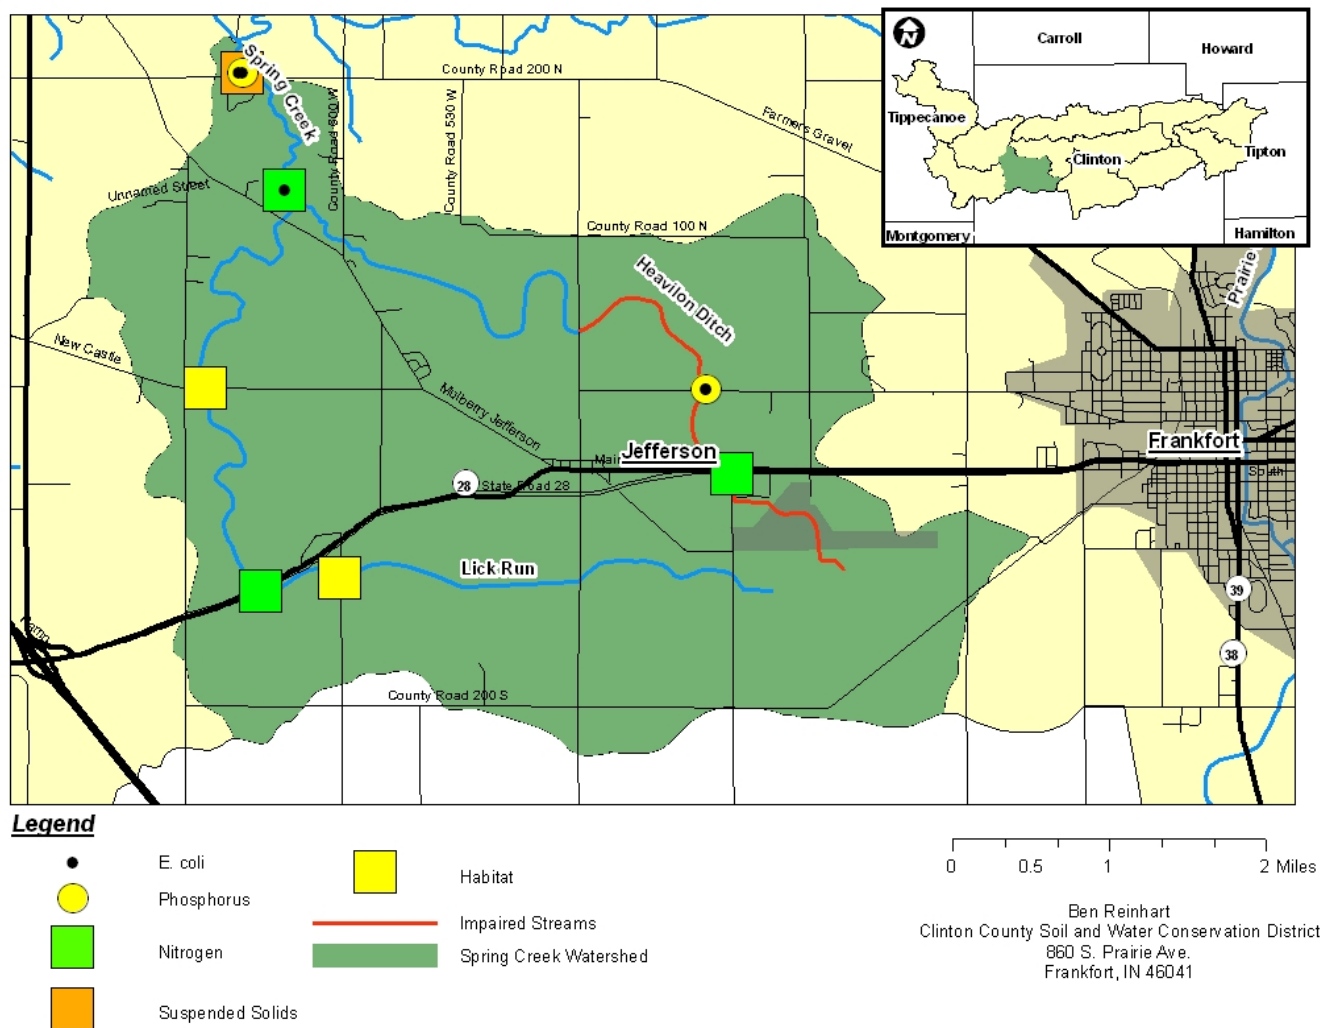 Spring Creek
County Road 200 N
County Road 600 W
County Road 530 W
Farmers Gravel
Unnamed Street
County Road 100 N
Heavilon Ditch
New Castle
Mulberry Jefferson
Jefferson
Main
28
State Road 28
Lick Run
County Road 200 S
Ramp
Prairie
Frankfort
South
39
38
N
Carroll
Howard
Tippecanoe
Clinton
Tipton
Montgomery
Hamilton
Legend
E. coli
Phosphorus
Nitrogen
Suspended Solids
Habitat
Impaired Streams
Spring Creek Watershed
0 0.5 1 2 Miles
Ben Reinhart
Clinton County Soil and Water Conservation District
860 S. Prairie Ave.
Frankfort, IN 46041